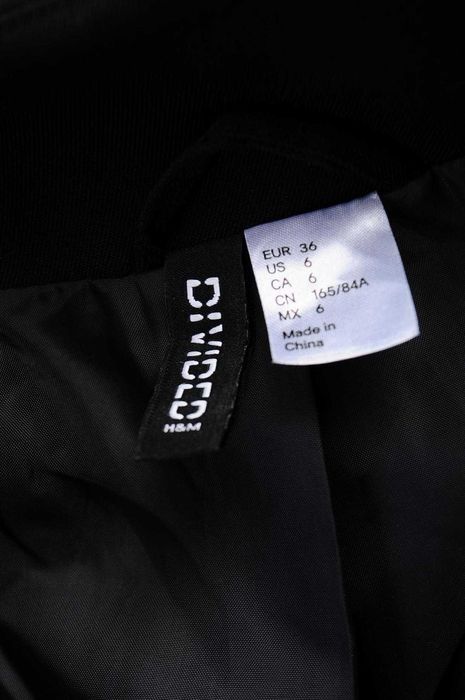 DIVIDED
H&M
EUR 36
US 6
CA 6
CN 165/84A
MX 6
Made in
China